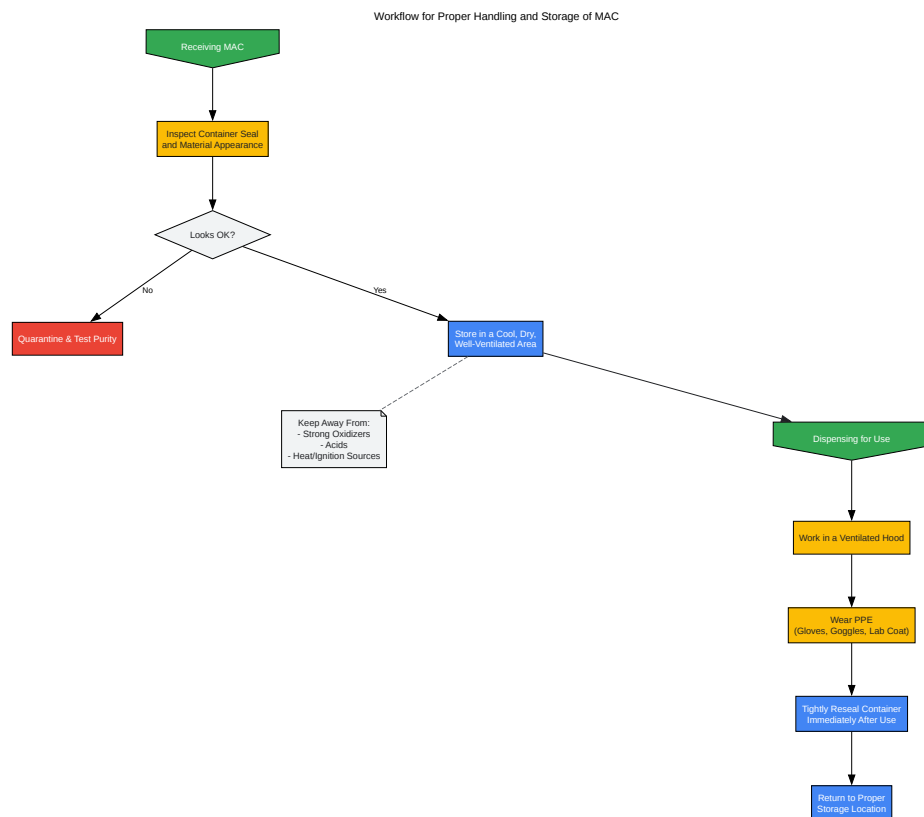 Workflow for Proper Handling and Storage of MAC
Receiving MAC
Inspect Container Seal
and Material Appearance
Looks OK?
No
Yes
Quarantine & Test Purity
Store in a Cool, Dry,
Well-Ventilated Area
Keep Away From:
- Strong Oxidizers
- Acids
- Heat/Ignition Sources
Dispensing for Use
Work in a Ventilated Hood
Wear PPE
(Gloves, Goggles, Lab Coat)
Tightly Reseal Container
Immediately After Use
Return to Proper
Storage Location